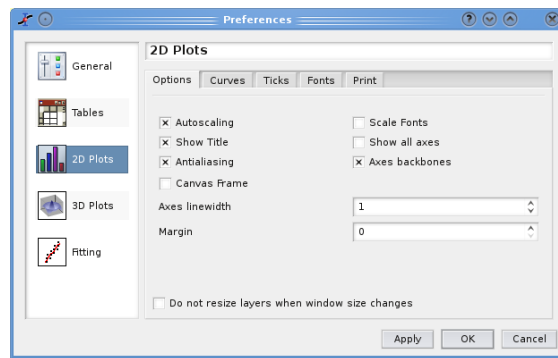 Preferences
General
Tables
2D Plots
3D Plots
Fitting
2D Plots
Options Curves Ticks Fonts Print
Autoscaling Scale Fonts
Show Title Show all axes
Antialiasing Axes backbones
Canvas Frame
Axes linewidth 1
Margin 0
Do not resize layers when window size changes
Apply OK Cancel